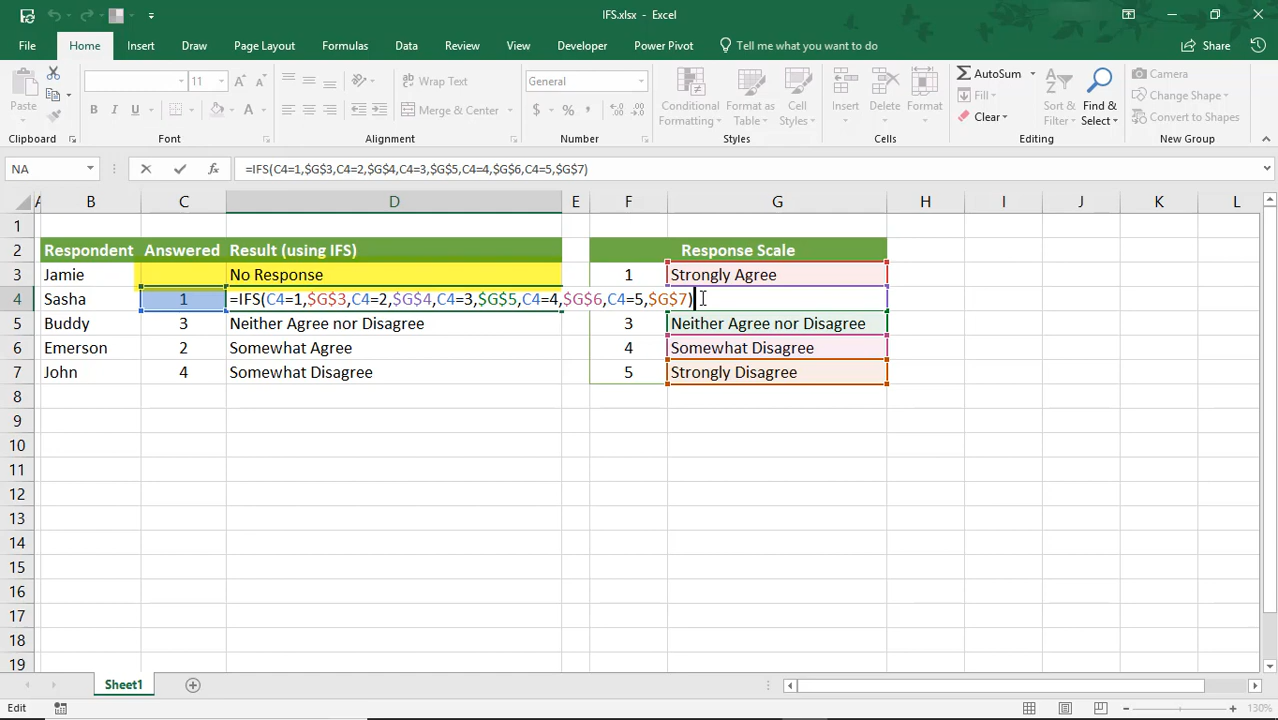 IFS.xlsx - Excel
File Home Insert Draw Page Layout Formulas Data Review View Developer Power Pivot Tell me what you want to do Share
Paste
Clipboard
11
A A
B I U A
Font
Wrap Text
Merge & Center
Alignment
General
$ % ,
Number
Conditional Formatting
Format as Table
Cell Styles
Styles
Insert Delete Format
Cells
AutoSum
Fill
Clear
Sort & Filter
Find & Select
Editing
Camera
Change Shape
Convert to Shapes
New Group
NA fx =IFS(C4=1,$G$3,C4=2,$G$4,C4=3,$G$5,C4=4,$G$6,C4=5,$G$7)
A B C D E F G H I J K L
1
2 Respondent Answered Result (using IFS) Response Scale
3 Jamie No Response 1 Strongly Agree
4 Sasha 1 =IFS(C4=1,$G$3,C4=2,$G$4,C4=3,$G$5,C4=4,$G$6,C4=5,$G$7)
5 Buddy 3 Neither Agree nor Disagree 3 Neither Agree nor Disagree
6 Emerson 2 Somewhat Agree 4 Somewhat Disagree
7 John 4 Somewhat Disagree 5 Strongly Disagree
8
9
10
11
12
13
14
15
16
17
18
19
Sheet1
Edit 130%